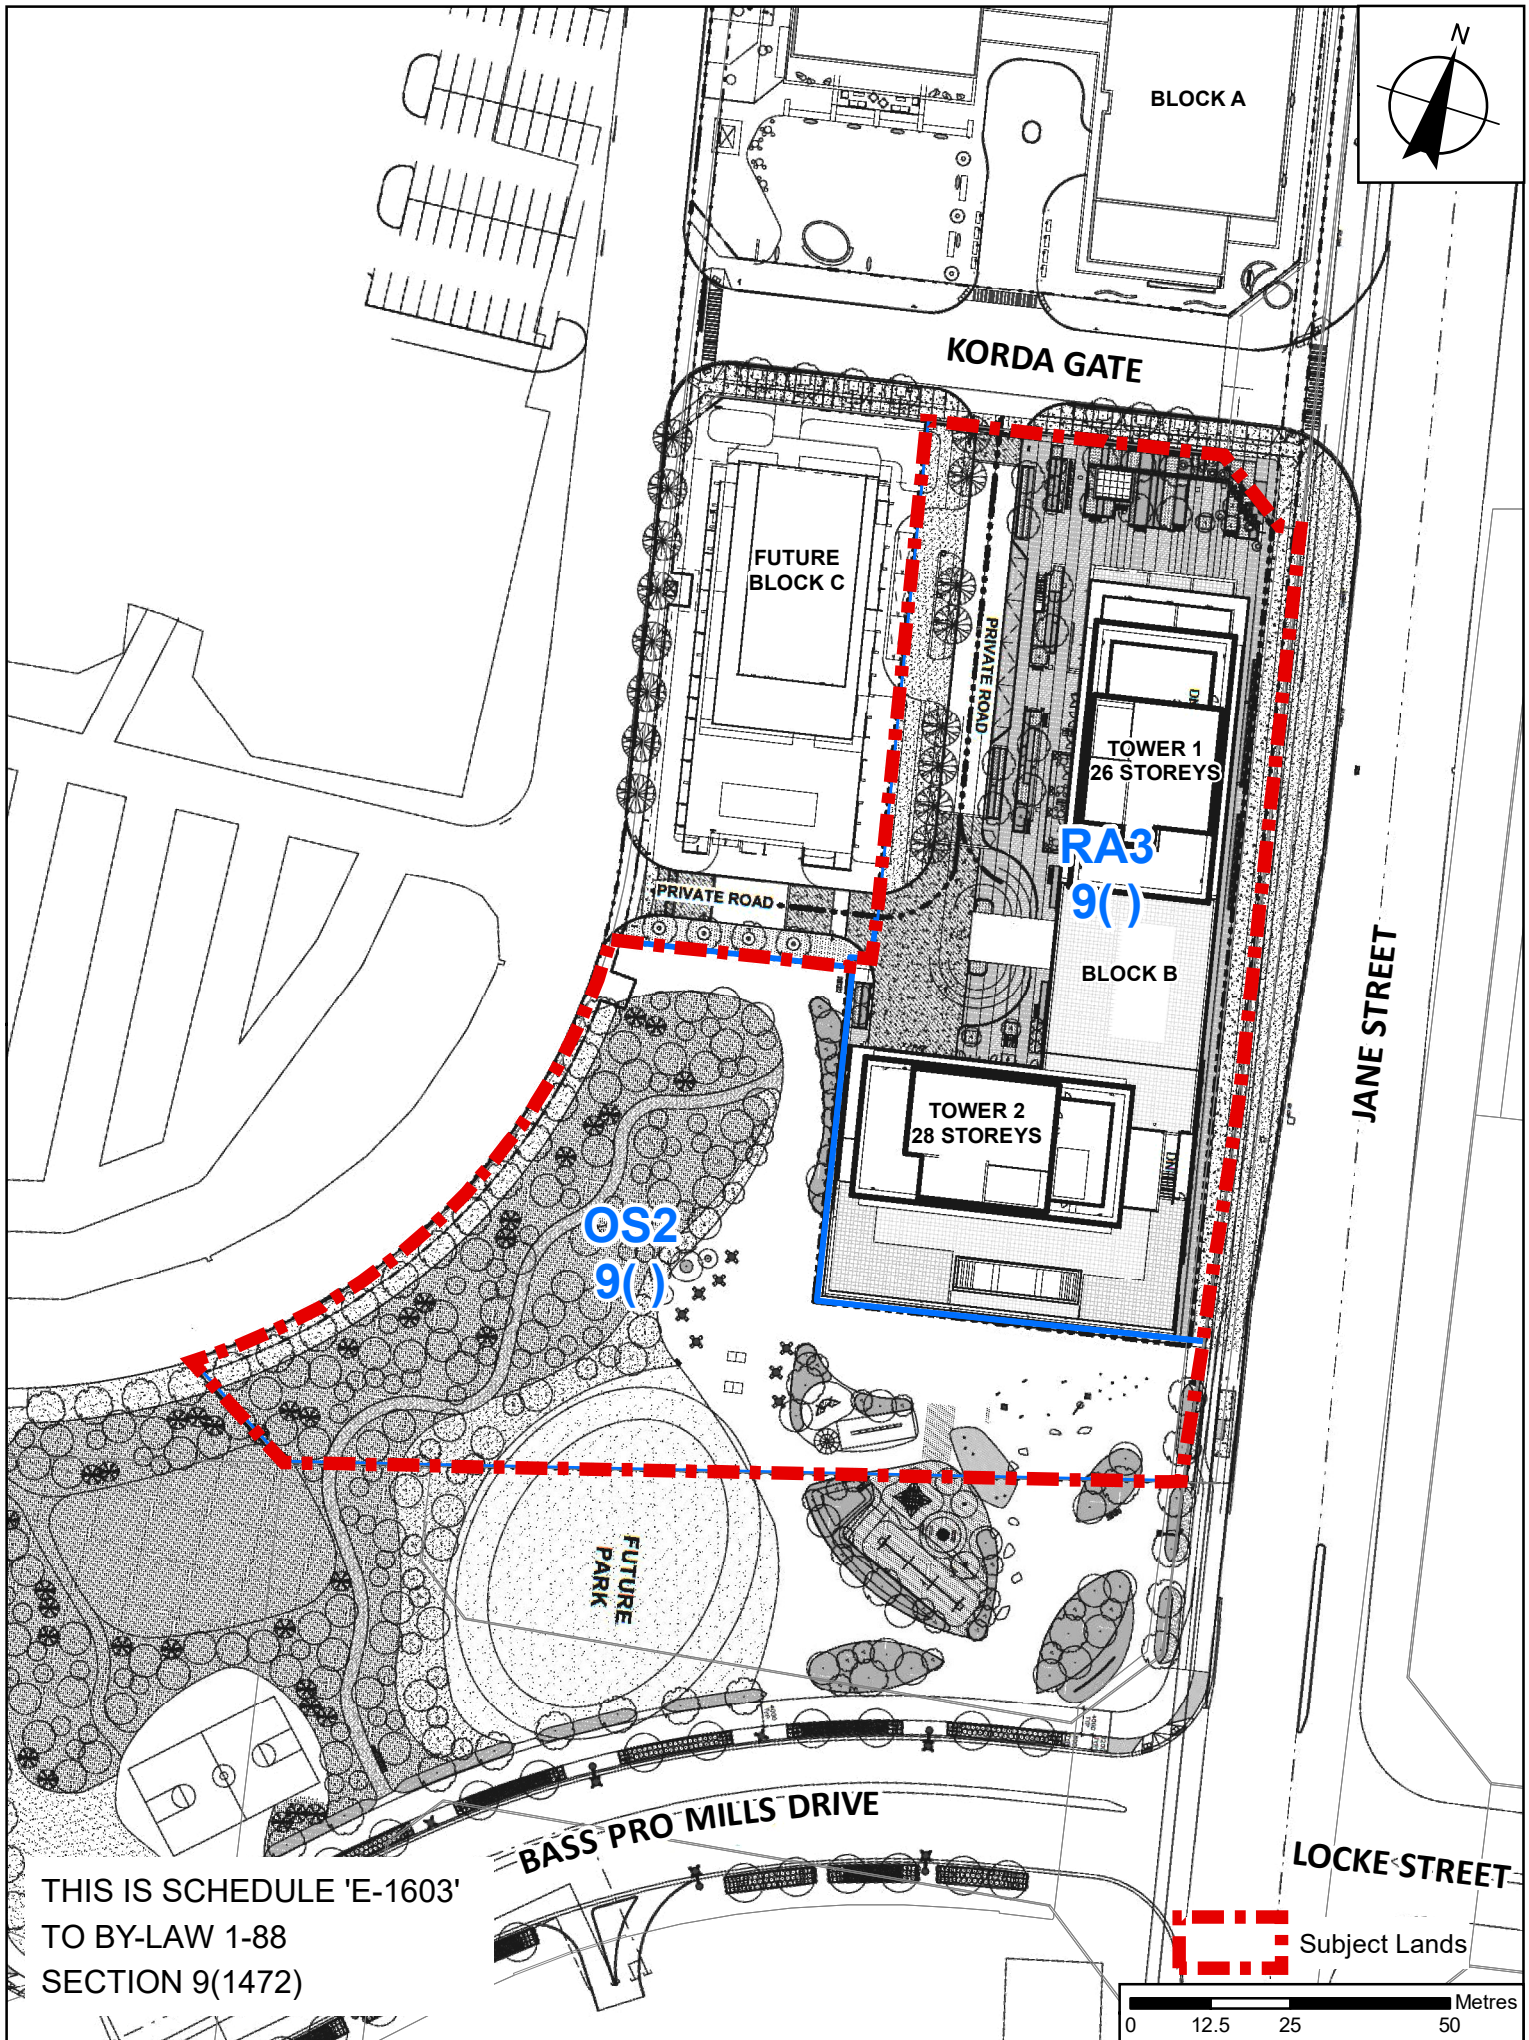 N
BLOCK A
KORDA GATE
FUTURE
BLOCK C
PRIVATE ROAD
DN
TOWER 1
26 STOREYS
RA3
9( )
PRIVATE ROAD
BLOCK B
JANE STREET
TOWER 2
28 STOREYS
DN
OS2
9( )
FUTURE
PARK
BASS PRO MILLS DRIVE
LOCKE STREET
THIS IS SCHEDULE 'E-1603'
TO BY-LAW 1-88
SECTION 9(1472)
Subject Lands
Metres
0 12.5 25 50